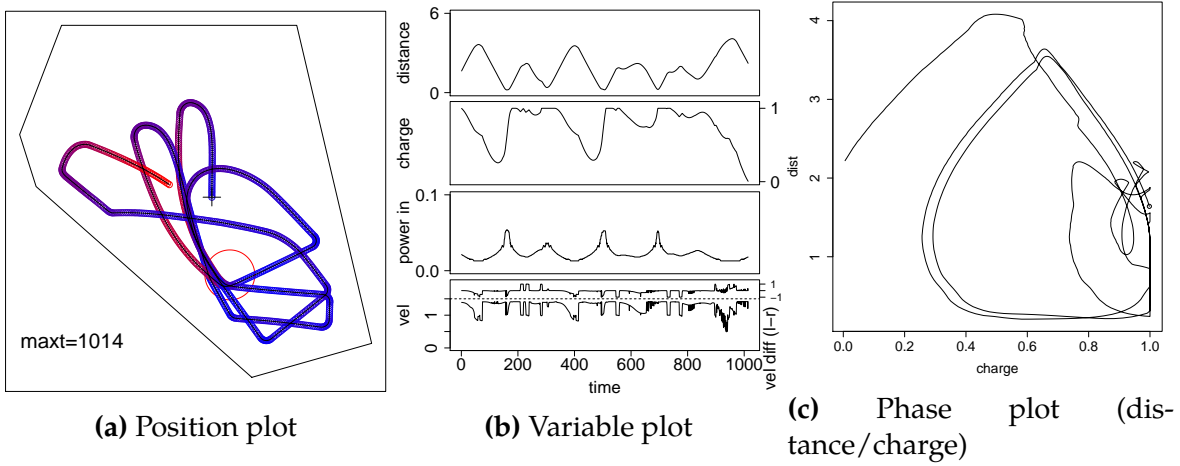 maxt=1014
6
distance
0
charge
1
0
0.1
power in
0.0
vel
1
0
1
-1
vel diff (l−r)
0 200 400 600 800 1000
time
dist
4
3
2
1
0.0 0.2 0.4 0.6 0.8 1.0
charge
(a) Position plot
(b) Variable plot
(c) Phase plot (dis-
tance/charge)